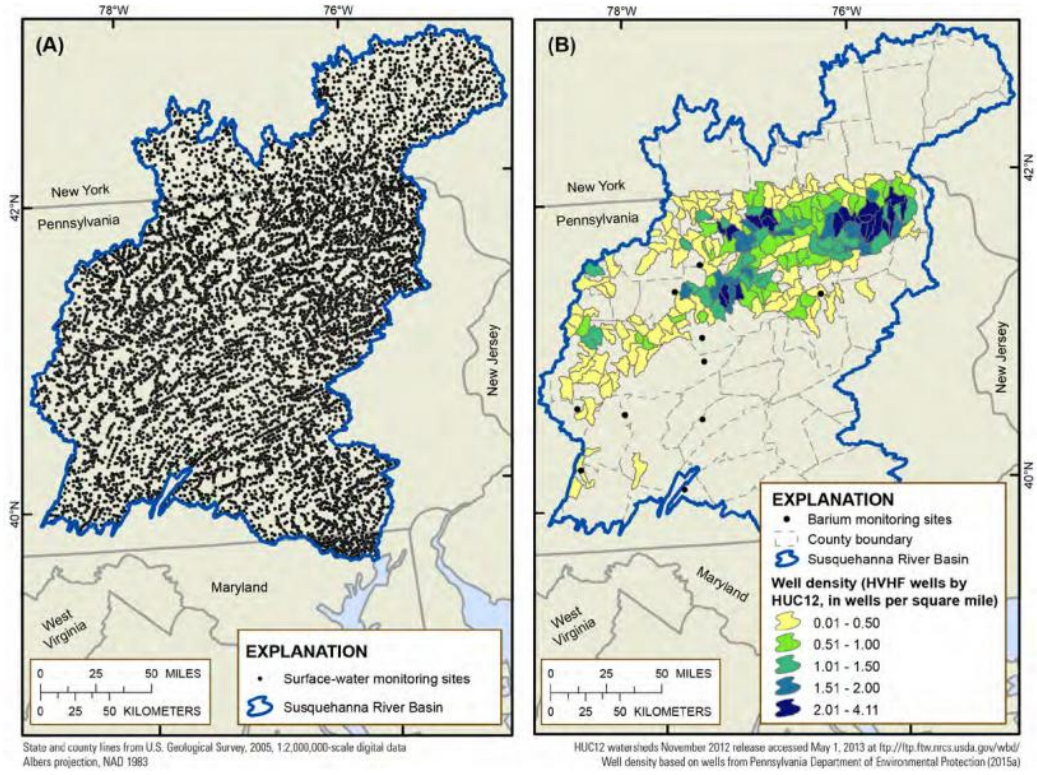 78°W
76°W
(A)
New York
42°N
Pennsylvania
New Jersey
40°N
Maryland
West
Virginia
0 25 50 MILES
0 25 50 KILOMETERS
EXPLANATION
Surface-water monitoring sites
Susquehanna River Basin
State and county lines from U.S. Geological Survey, 2005, 1:2,000,000-scale digital data
Albers projection, NAD 1983
78°W
76°W
(B)
New York
42°N
Pennsylvania
New Jersey
40°N
Maryland
West
Virginia
0 25 50 MILES
0 25 50 KILOMETERS
EXPLANATION
Barium monitoring sites
County boundary
Susquehanna River Basin
Well density (HVHF wells by
HUC12, in wells per square mile)
0.01 - 0.50
0.51 - 1.00
1.01 - 1.50
1.51 - 2.00
2.01 - 4.11
HUC12 watersheds November 2012 release accessed May 1, 2013 at ftp://ftp.ftw.nrcs.usda.gov/wbd/
Well density based on wells from Pennsylvania Department of Environmental Protection (2015a)